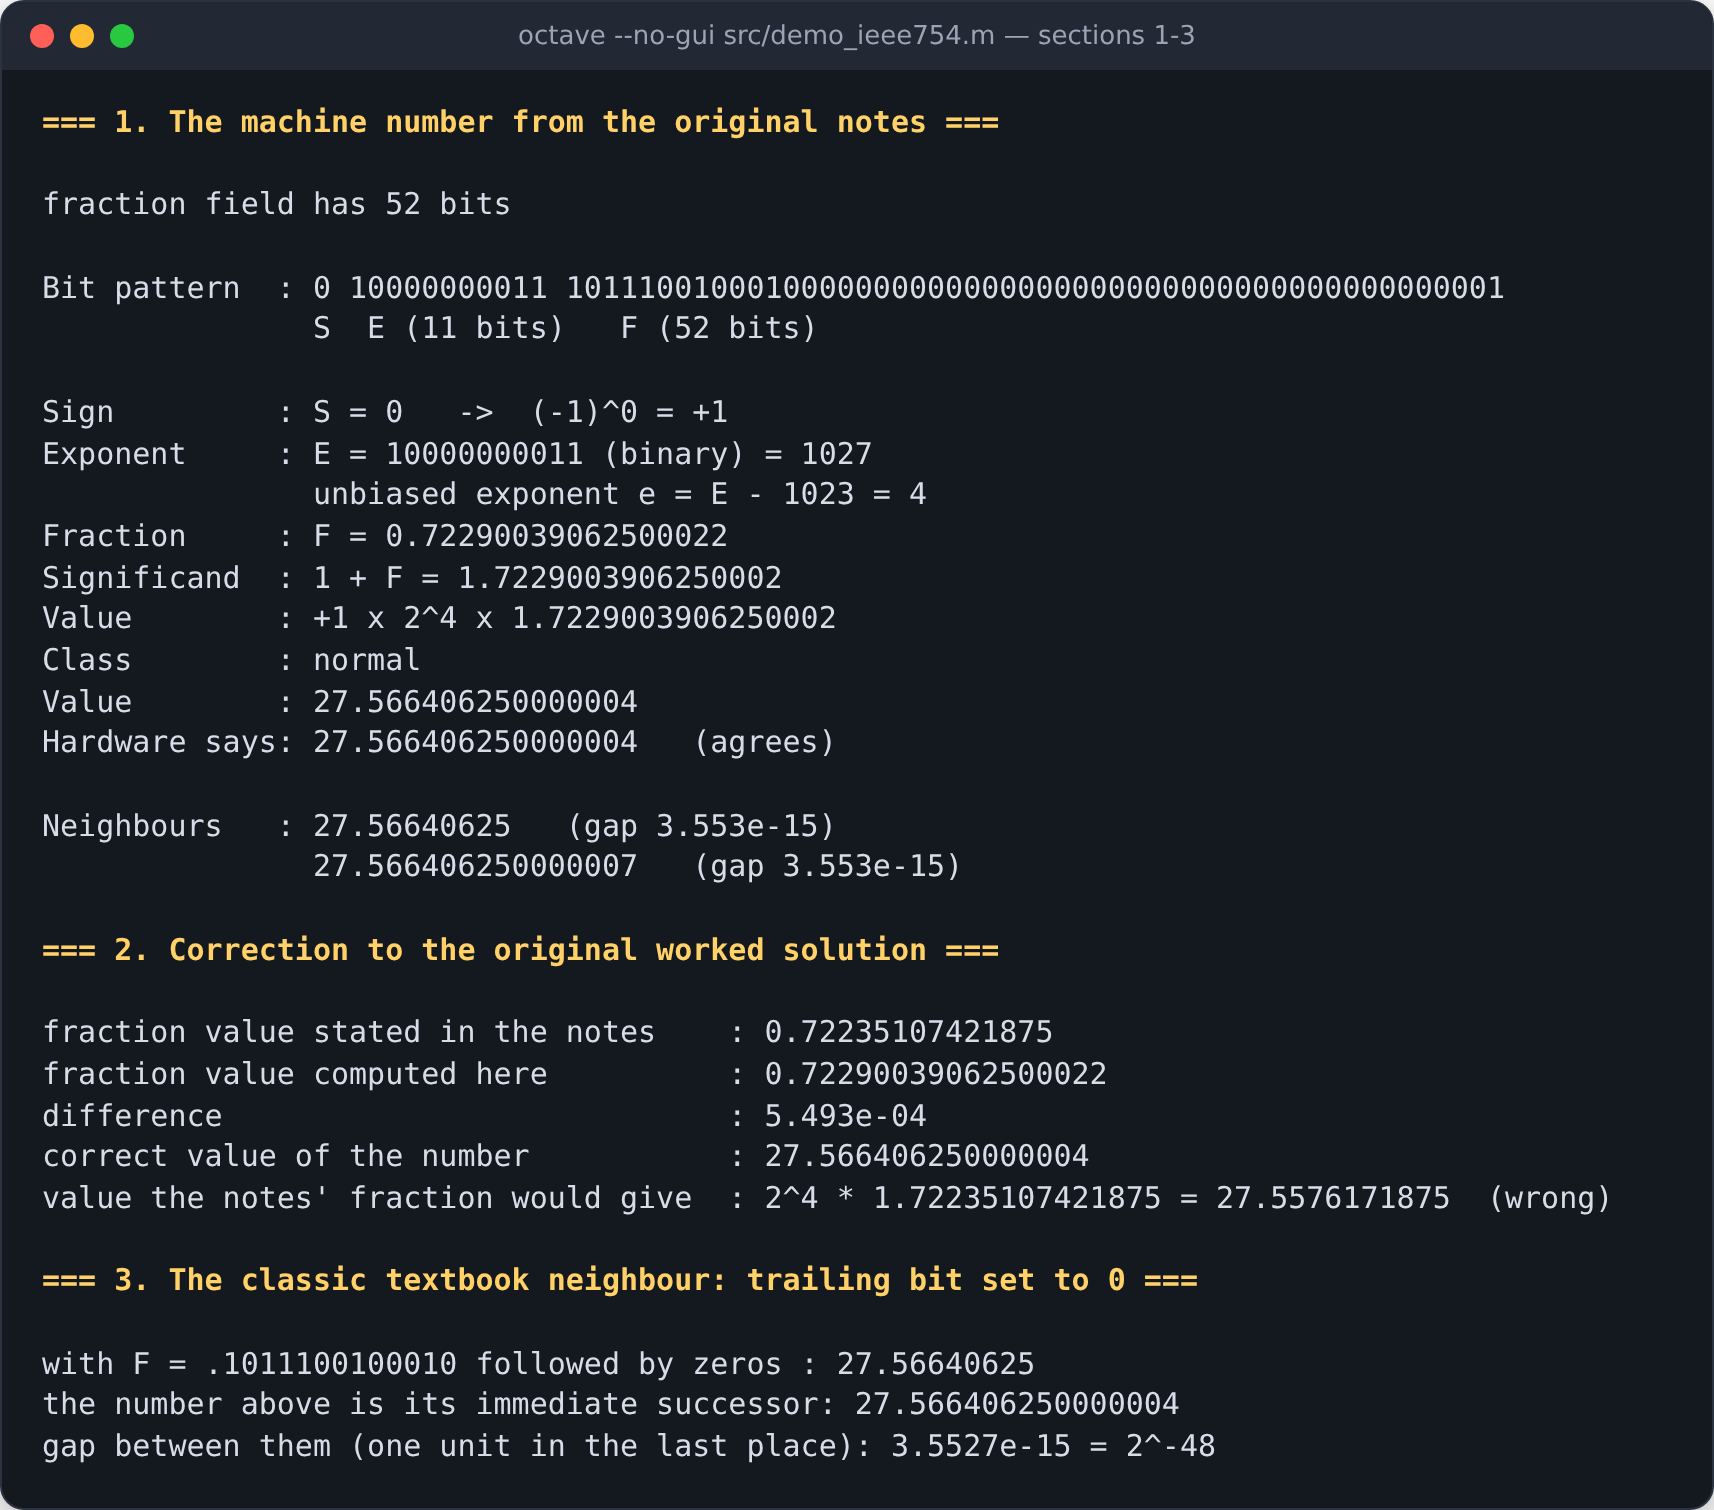 octave --no-gui src/demo_ieee754.m — sections 1-3
=== 1. The machine number from the original notes ===
fraction field has 52 bits
Bit pattern  : 0 10000000011 1011100100010000000000000000000000000000000000000001
S  E (11 bits)   F (52 bits)
Sign         : S = 0   ->  (-1)^0 = +1
Exponent     : E = 10000000011 (binary) = 1027
unbiased exponent e = E - 1023 = 4
Fraction     : F = 0.72290039062500022
Significand  : 1 + F = 1.7229003906250002
Value        : +1 x 2^4 x 1.7229003906250002
Class        : normal
Value        : 27.566406250000004
Hardware says: 27.566406250000004   (agrees)
Neighbours   : 27.56640625   (gap 3.553e-15)
27.566406250000007   (gap 3.553e-15)
=== 2. Correction to the original worked solution ===
fraction value stated in the notes    : 0.72235107421875
fraction value computed here          : 0.72290039062500022
difference                            : 5.493e-04
correct value of the number           : 27.566406250000004
value the notes' fraction would give  : 2^4 * 1.72235107421875 = 27.5576171875  (wrong)
=== 3. The classic textbook neighbour: trailing bit set to 0 ===
with F = .1011100100010 followed by zeros : 27.56640625
the number above is its immediate successor: 27.566406250000004
gap between them (one unit in the last place): 3.5527e-15 = 2^-48